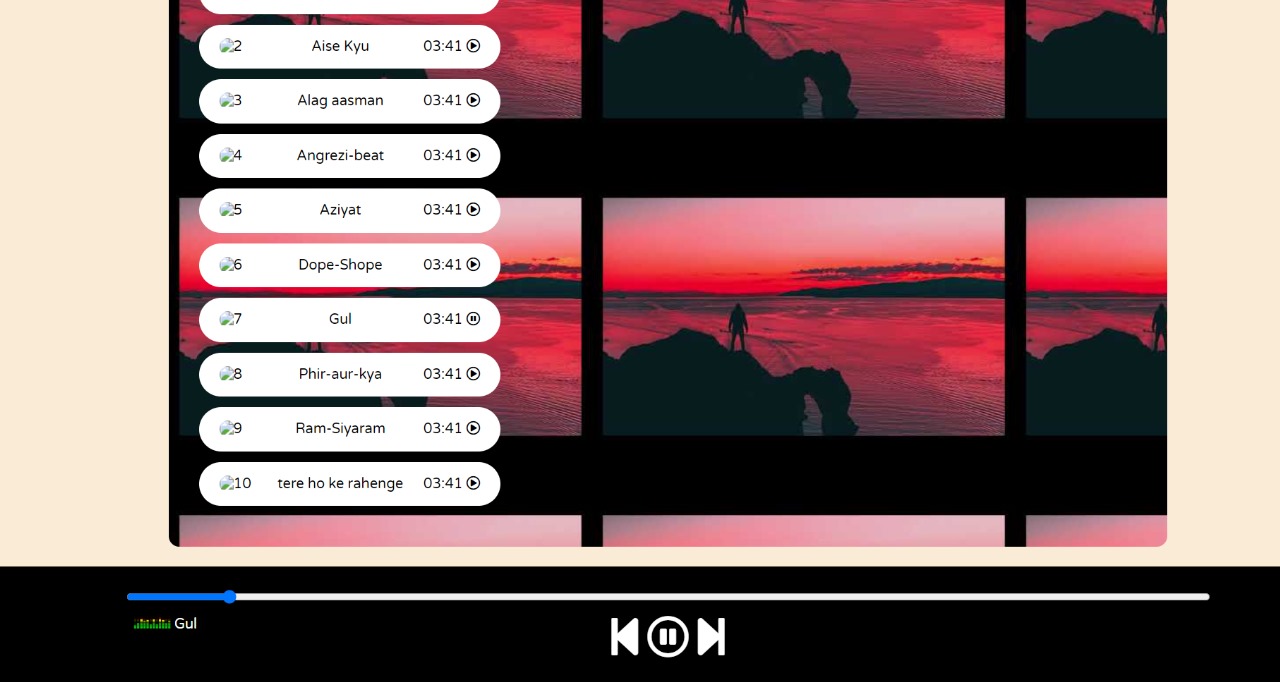 2 Aise Kyu 03:41
3 Alag aasman 03:41
4 Angrezi-beat 03:41
5 Aziyat 03:41
6 Dope-Shope 03:41
7 Gul 03:41
8 Phir-aur-kya 03:41
9 Ram-Siyaram 03:41
10 tere ho ke rahenge 03:41
Gul